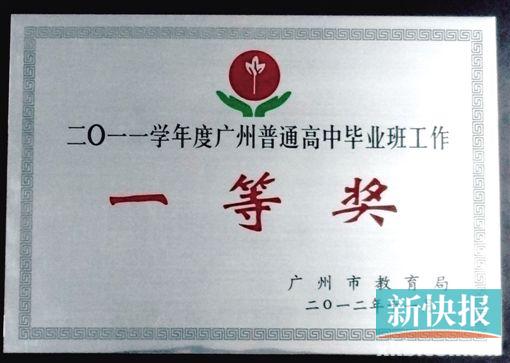 二〇一一学年度广州普通高中毕业班工作
一等奖
广州市教育局
二〇一二年
新快报